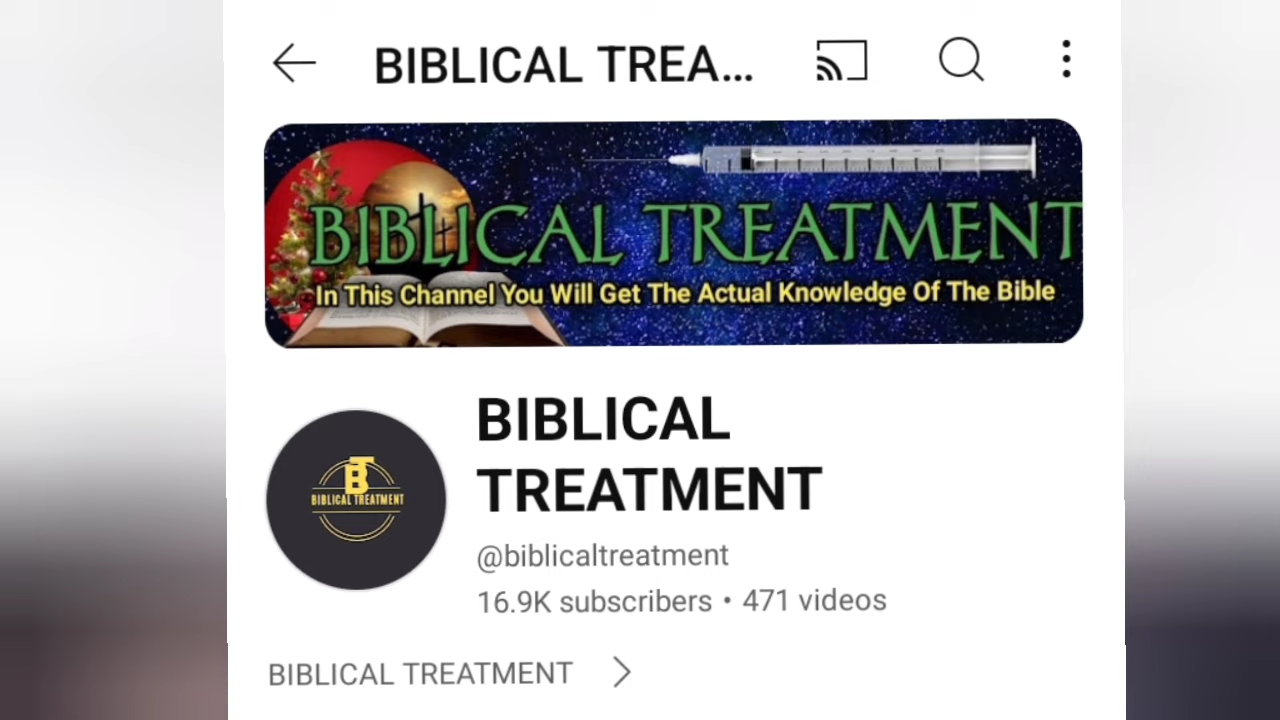 BIBLICAL TREA...
BIBLICAL TREATMENT
In This Channel You Will Get The Actual Knowledge Of The Bible
BT
BIBLICAL TREATMENT
BIBLICAL
TREATMENT
@biblicaltreatment
16.9K subscribers • 471 videos
BIBLICAL TREATMENT